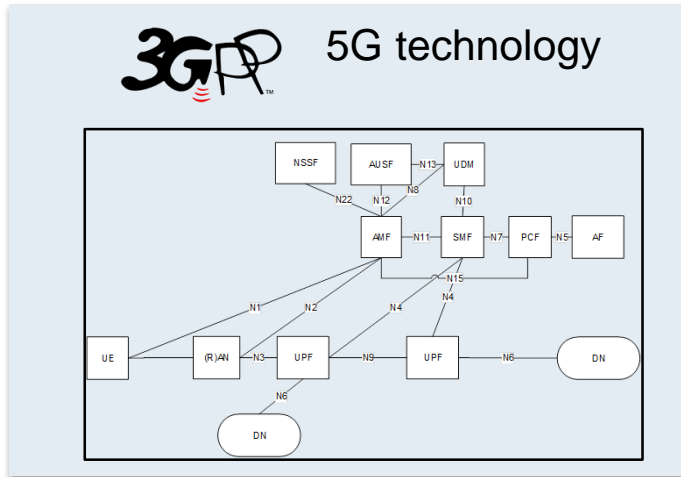 3GPP™
5G technology
NSSF
AUSF
N13
UDM
N22
N12
N8
N10
AMF
N11
SMF
N7
PCF
N5
AF
N15
N1
N2
N4
N4
UE
(R)AN
N3
UPF
N9
UPF
N6
DN
N6
DN